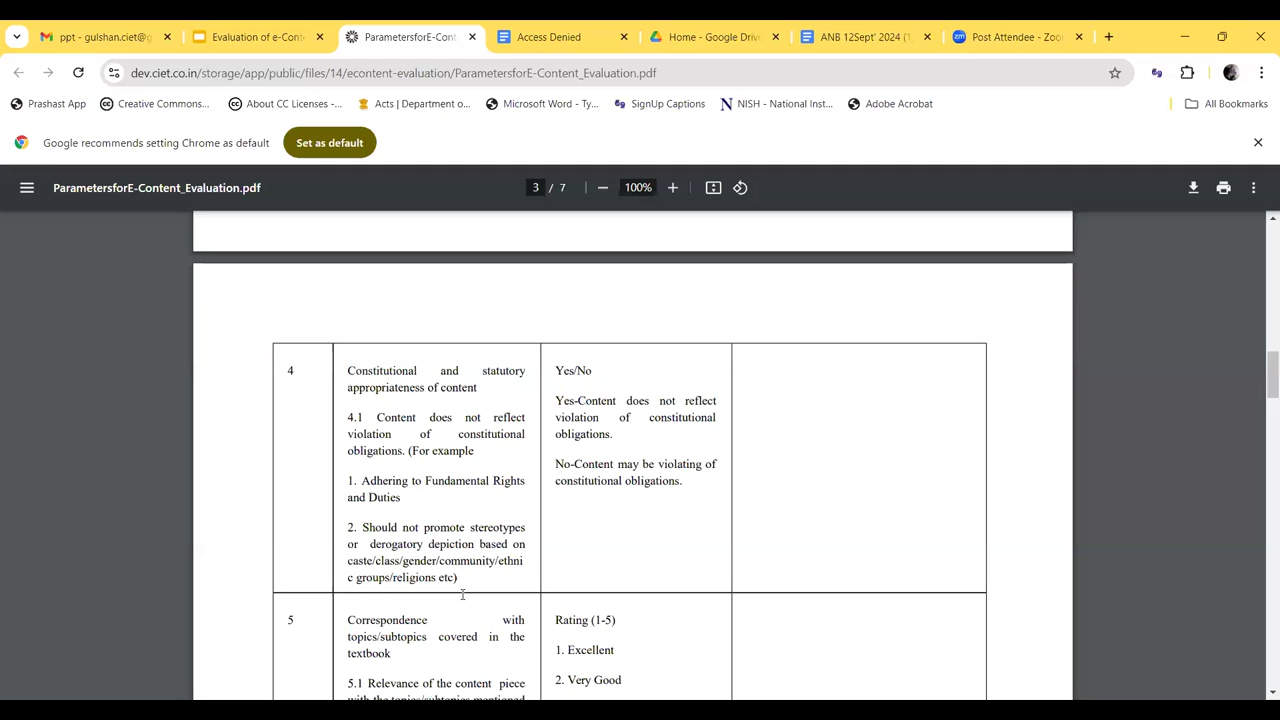 ppt - gulshan.ciet@g
Evaluation of e-Cont
ParametersforE-Cont
Access Denied
Home - Google Driv
ANB 12Sept' 2024 (1
Post Attendee - Zoo
dev.ciet.co.in/storage/app/public/files/14/econtent-evaluation/ParametersforE-Content_Evaluation.pdf
Prashast App
Creative Commons...
About CC Licenses -...
Acts | Department o...
Microsoft Word - Ty...
SignUp Captions
NISH - National Inst...
Adobe Acrobat
All Bookmarks
Google recommends setting Chrome as default
Set as default
ParametersforE-Content_Evaluation.pdf
3 / 7
100%
4
Constitutional and statutory
appropriateness of content
4.1 Content does not reflect
violation of constitutional
obligations. (For example
1. Adhering to Fundamental Rights
and Duties
2. Should not promote stereotypes
or derogatory depiction based on
caste/class/gender/community/ethni
c groups/religions etc)
Yes/No
Yes-Content does not reflect
violation of constitutional
obligations.
No-Content may be violating of
constitutional obligations.
5
Correspondence with
topics/subtopics covered in the
textbook
5.1 Relevance of the content piece
with the topics/subtopics mentioned
Rating (1-5)
1. Excellent
2. Very Good